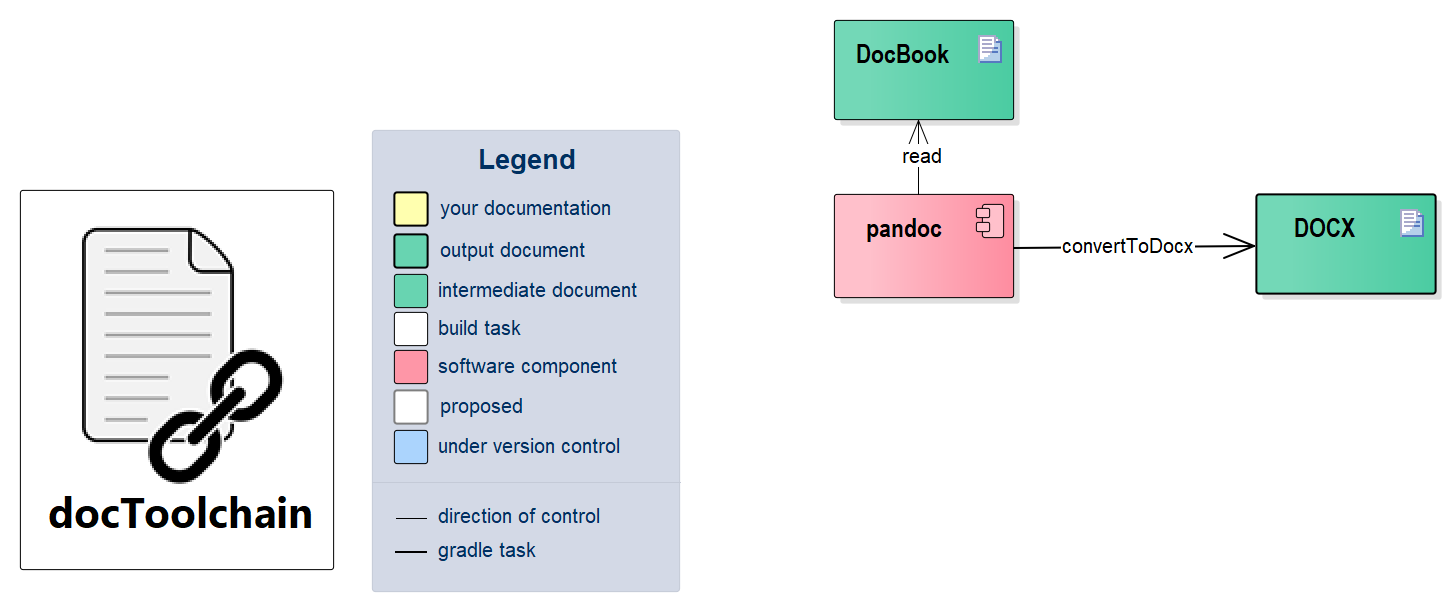 docToolchain
Legend
your documentation
output document
intermediate document
build task
software component
proposed
under version control
direction of control
gradle task
DocBook
read
pandoc
convertToDocx
DOCX